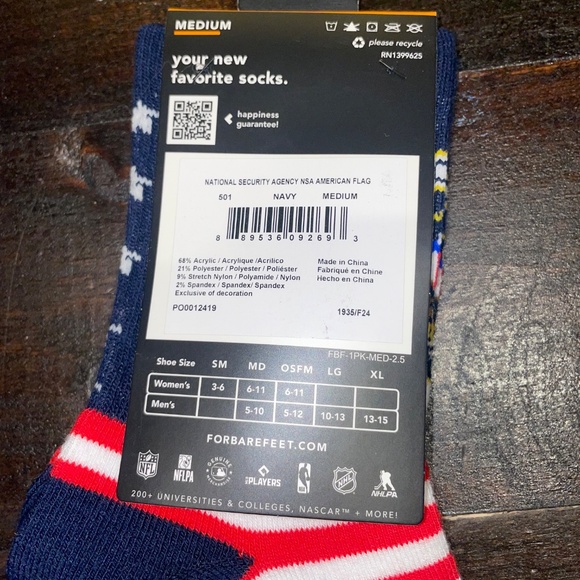 MEDIUM
please recycle
RN1399625
your new
favorite socks.
happiness
guarantee!
NATIONAL SECURITY AGENCY NSA AMERICAN FLAG
501 NAVY MEDIUM
8 89536 09269 3
68% Acrylic / Acrylique /Acrílico
21% Polyester / Polyester / Poliéster
9% Stretch Nylon / Polyamide / Nylon
2% Spandex / Spandex/ Spandex
Exclusive of decoration
Made in China
Fabriqué en Chine
Hecho en China
PO0012419 1935/F24
FBF-1PK-MED-2.5
Shoe Size SM MD OSFM LG XL
Women's 3-6 6-11 6-11
Men's 5-10 5-12 10-13 13-15
FORBAREFEET.COM
NFL
NFLPA
GENUINE
MERCHANDISE
PLAYERS
NHL
NHLPA
200+ UNIVERSITIES & COLLEGES, NASCAR™ + MORE!